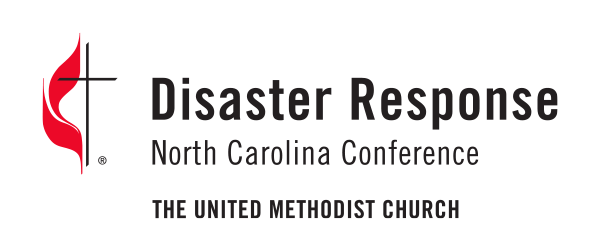 Disaster Response
North Carolina Conference
®
THE UNITED METHODIST CHURCH